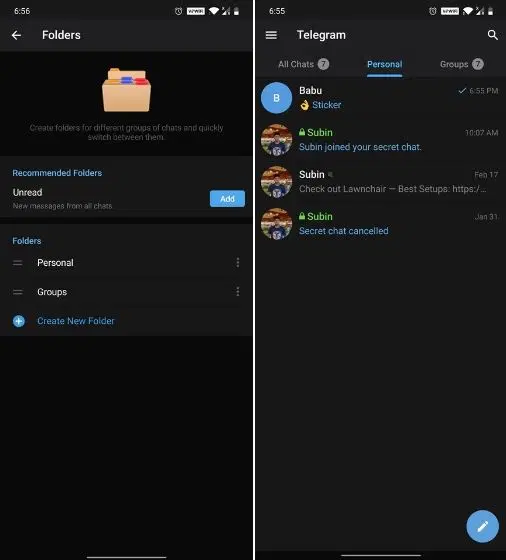 6:56
VoWiFi
Folders
Create folders for different groups of chats and quickly
switch between them.
Recommended Folders
Unread
New messages from all chats.
Add
Folders
Personal
Groups
Create New Folder
6:55
VoWiFi
Telegram
All Chats 7
Personal
Groups 7
B
Babu
6:55 PM
👌 Sticker
Subin
10:07 AM
Subin joined your secret chat.
Subin
Feb 17
Check out Lawnchair — Best Setups: https:/...
Subin
Jan 31
Secret chat cancelled